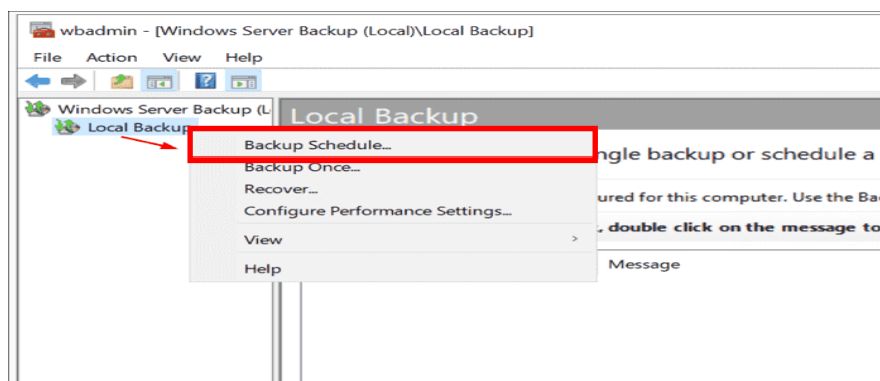 wbadmin - [Windows Server Backup (Local)\Local Backup]
File Action View Help
Windows Server Backup (L
Local Backup
Local Backup
Backup Schedule...
ngle backup or schedule a
Backup Once...
Recover...
ured for this computer. Use the Ba
Configure Performance Settings...
, double click on the message to
View
Message
Help